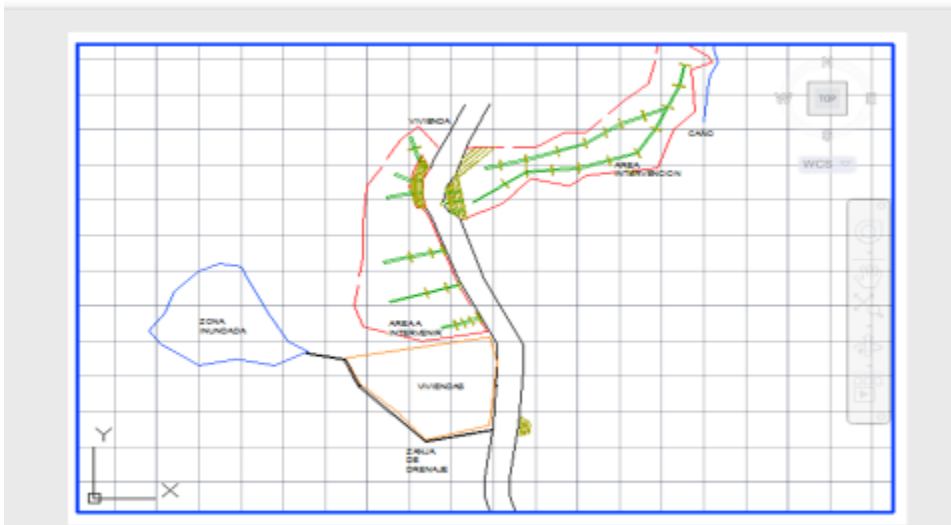 N
W
TOP
E
S
WCS
VIVIENDA
CAÑO
AREA
INTERVENCION
ZONA
INUNDADA
AREA A
INTERVENIR
VIVIENDAS
ZANJA
DE
DRENAJE
Y
X